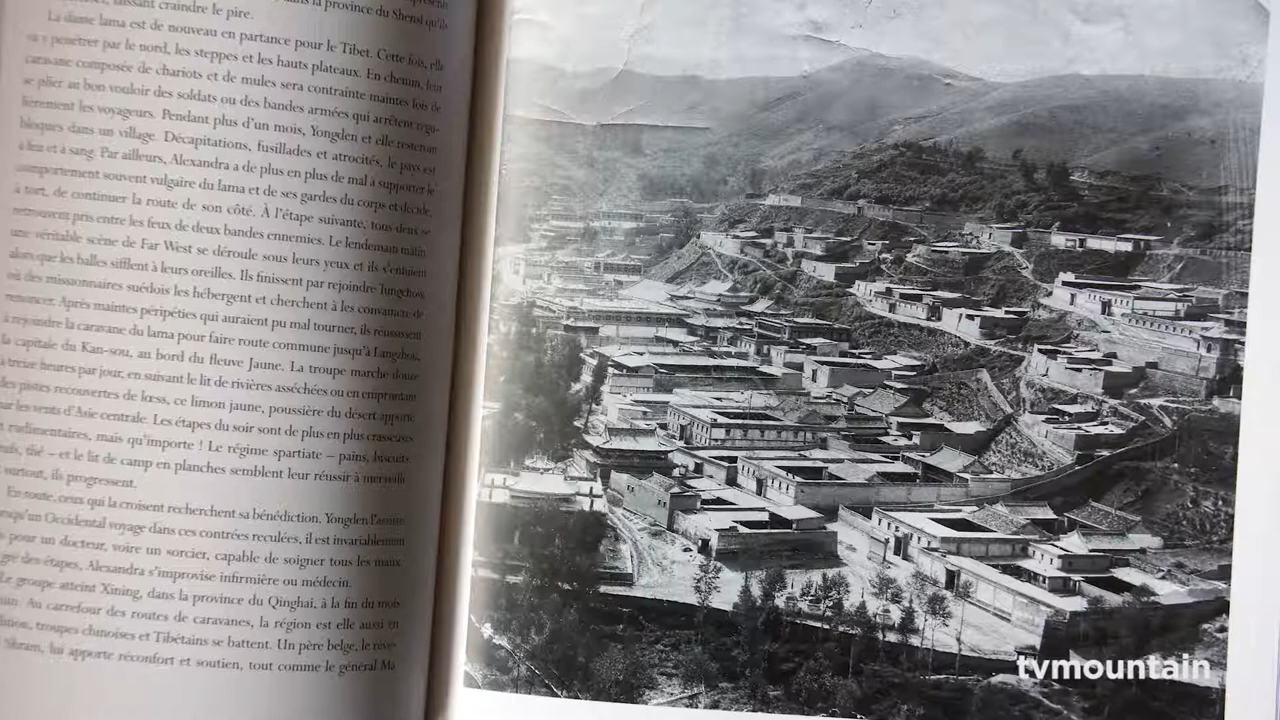 dans la province du Shensi qu'ils
laissant craindre le pire.
La dame lama est de nouveau en partance pour le Tibet. Cette fois, elle
va y pénétrer par le nord, les steppes et les hauts plateaux. En chemin, leur
caravane composée de chariots et de mules sera contrainte maintes fois de
se plier au bon vouloir des soldats ou des bandes armées qui arrêtent régu-
lièrement les voyageurs. Pendant plus d'un mois, Yongden et elle resteront
bloqués dans un village. Décapitations, fusillades et atrocités, le pays est
à feu et à sang. Par ailleurs, Alexandra a de plus en plus de mal à supporter le
comportement souvent vulgaire du lama et de ses gardes du corps et décide,
à tort, de continuer la route de son côté. À l'étape suivante, tous deux se
retrouvent pris entre les feux de deux bandes ennemies. Le lendemain matin
une véritable scène de Far West se déroule sous leurs yeux et ils s'enfuient
alors que les balles sifflent à leurs oreilles. Ils finissent par rejoindre Tungchow
où des missionnaires suédois les hébergent et cherchent à les convaincre de
renoncer. Après maintes péripéties qui auraient pu mal tourner, ils réussissent
à rejoindre la caravane du lama pour faire route commune jusqu'à Langzhou,
la capitale du Kan-sou, au bord du fleuve Jaune. La troupe marche douze
à treize heures par jour, en suivant le lit de rivières asséchées ou en empruntant
des pistes recouvertes de lœss, ce limon jaune, poussière du désert apporté
par les vents d'Asie centrale. Les étapes du soir sont de plus en plus crasseuses
rudimentaires, mais qu'importe ! Le régime spartiate – pains, biscuits,
thé – et le lit de camp en planches semblent leur réussir à merveille
surtout, ils progressent.
En route, ceux qui la croisent recherchent sa bénédiction. Yongden l'assiste
qu'un Occidental voyage dans ces contrées reculées, il est invariablement
pour un docteur, voire un sorcier, capable de soigner tous les maux.
gré des étapes, Alexandra s'improvise infirmière ou médecin.
Le groupe atteint Xining, dans la province du Qinghai, à la fin du mois
Au carrefour des routes de caravanes, la région est elle aussi en
troupes chinoises et Tibétains se battent. Un père belge, le révé-
lui apporte réconfort et soutien, tout comme le général Ma
tvmountain